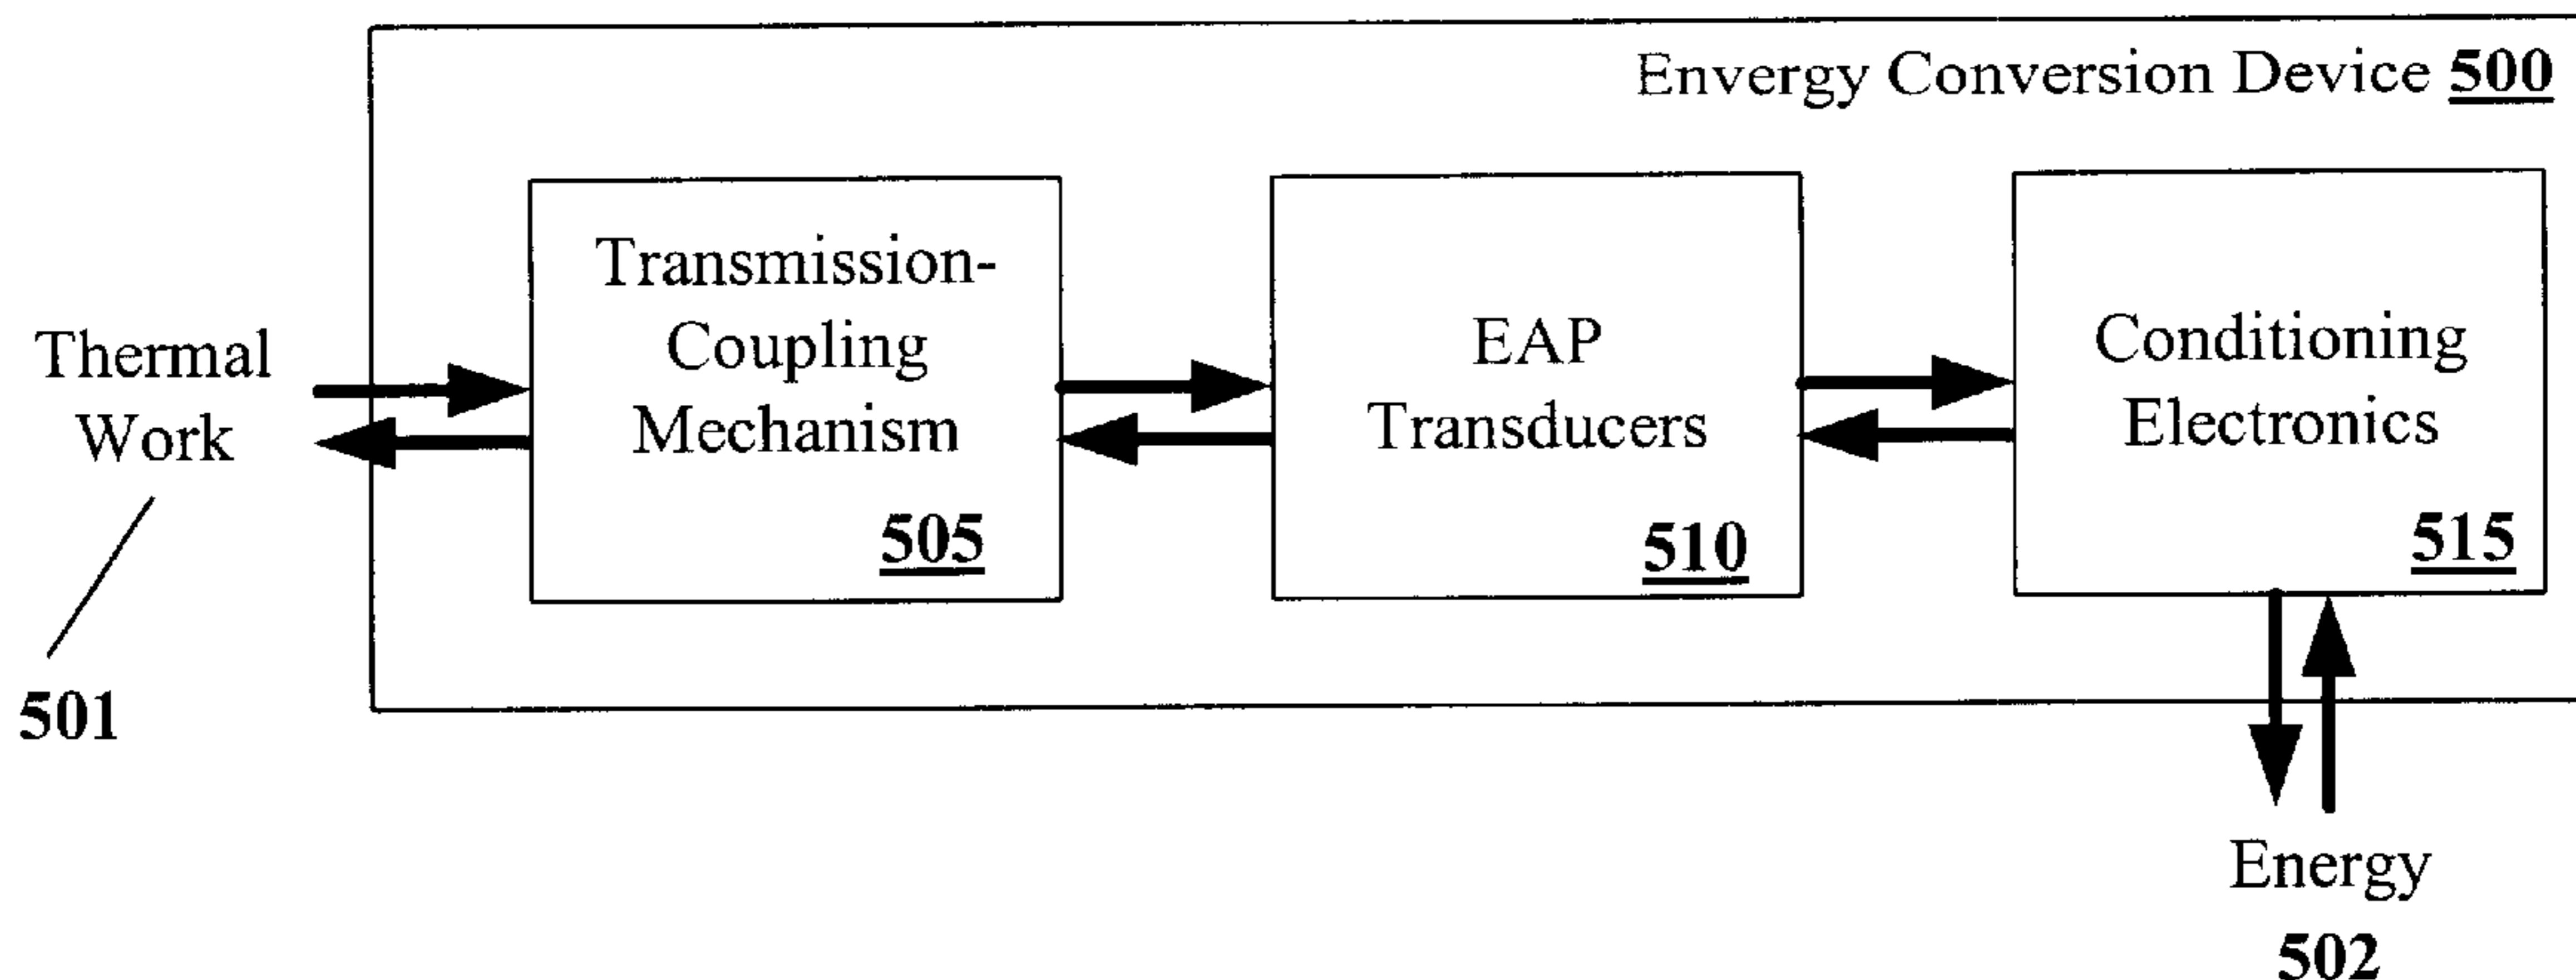 Envergy Conversion Device 500
Transmission-
Coupling
Mechanism
505
EAP
Transducers
510
Conditioning
Electronics
515
Thermal
Work
501
Energy
502